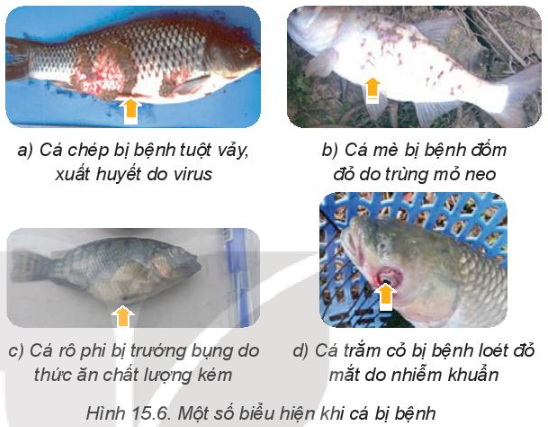 a) Cá chép bị bệnh tuột vảy,
xuất huyết do virus
b) Cá mè bị bệnh đốm
đỏ do trùng mỏ neo
c) Cá rô phi bị trướng bụng do
thức ăn chất lượng kém
d) Cá trắm cỏ bị bệnh loét đỏ
mắt do nhiễm khuẩn
Hình 15.6. Một số biểu hiện khi cá bị bệnh